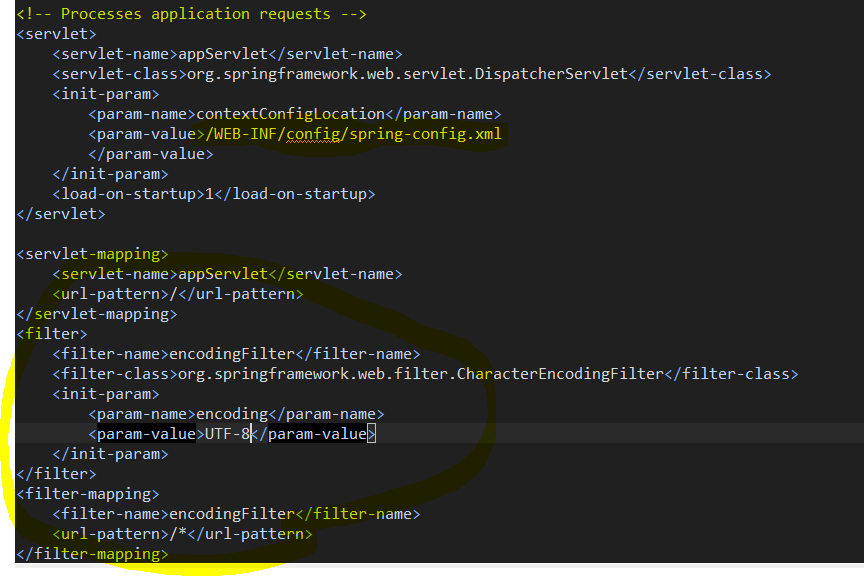 <!-- Processes application requests -->
<servlet>
    <servlet-name>appServlet</servlet-name>
    <servlet-class>org.springframework.web.servlet.DispatcherServlet</servlet-class>
    <init-param>
        <param-name>contextConfigLocation</param-name>
        <param-value>/WEB-INF/config/spring-config.xml
        </param-value>
    </init-param>
    <load-on-startup>1</load-on-startup>
</servlet>

<servlet-mapping>
    <servlet-name>appServlet</servlet-name>
    <url-pattern>/</url-pattern>
</servlet-mapping>
<filter>
    <filter-name>encodingFilter</filter-name>
    <filter-class>org.springframework.web.filter.CharacterEncodingFilter</filter-class>
    <init-param>
        <param-name>encoding</param-name>
        <param-value>UTF-8</param-value>
    </init-param>
</filter>
<filter-mapping>
    <filter-name>encodingFilter</filter-name>
    <url-pattern>/*</url-pattern>
</filter-mapping>